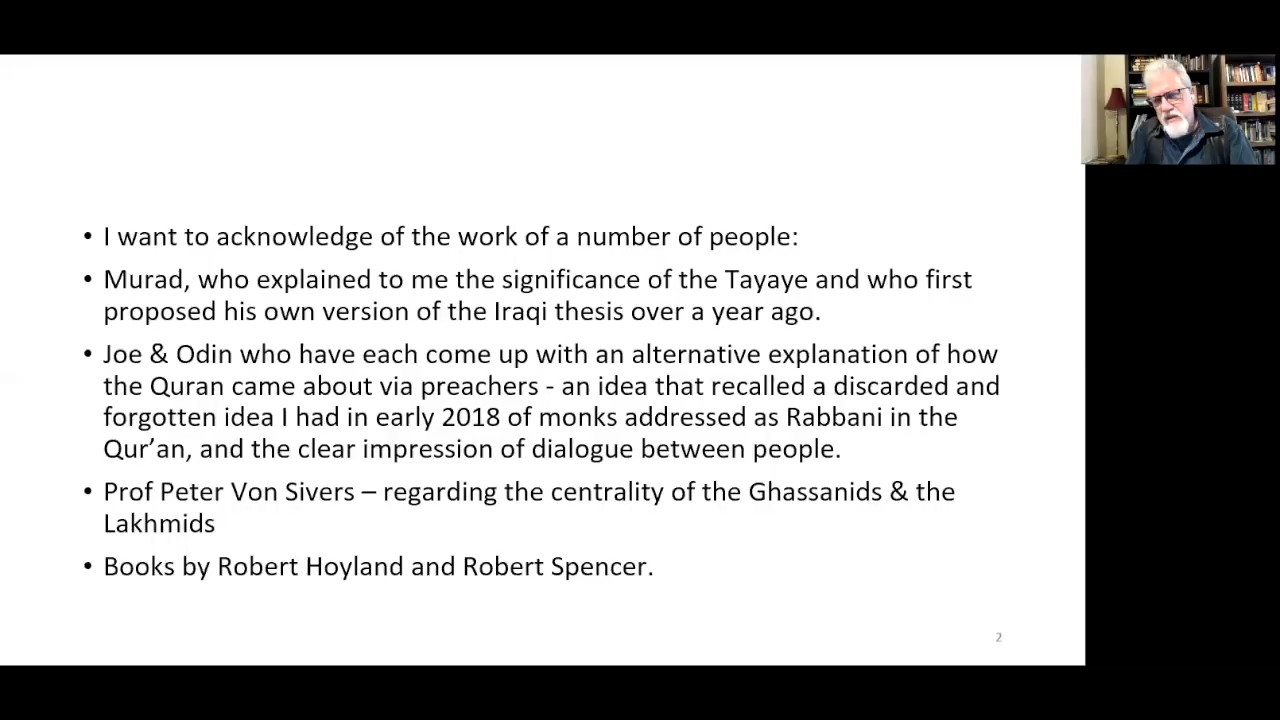 • I want to acknowledge of the work of a number of people:
• Murad, who explained to me the significance of the Tayaye and who first
proposed his own version of the Iraqi thesis over a year ago.
• Joe & Odin who have each come up with an alternative explanation of how
the Quran came about via preachers - an idea that recalled a discarded and
forgotten idea I had in early 2018 of monks addressed as Rabbani in the
Qur’an, and the clear impression of dialogue between people.
• Prof Peter Von Sivers – regarding the centrality of the Ghassanids & the
Lakhmids
• Books by Robert Hoyland and Robert Spencer.
2